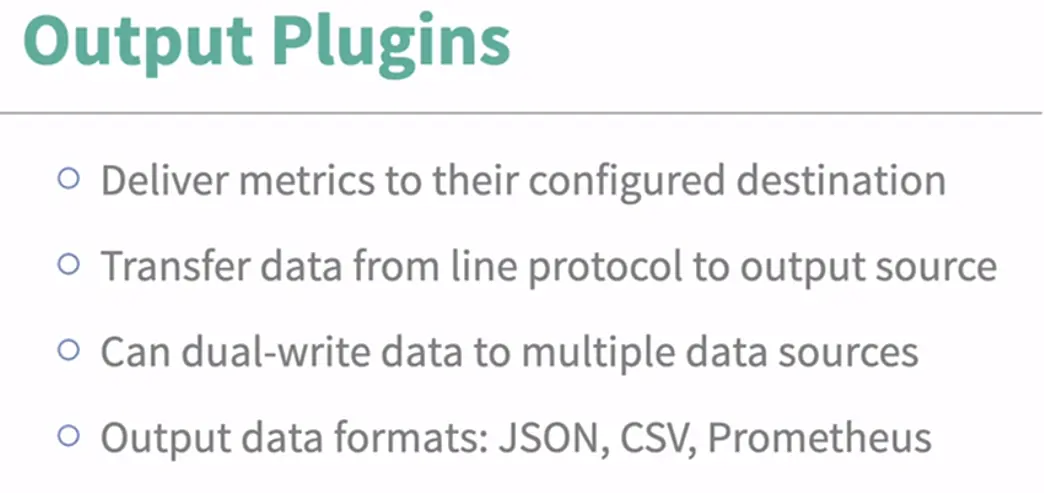 Output Plugins
Deliver metrics to their configured destination
Transfer data from line protocol to output source
Can dual-write data to multiple data sources
Output data formats: JSON, CSV, Prometheus